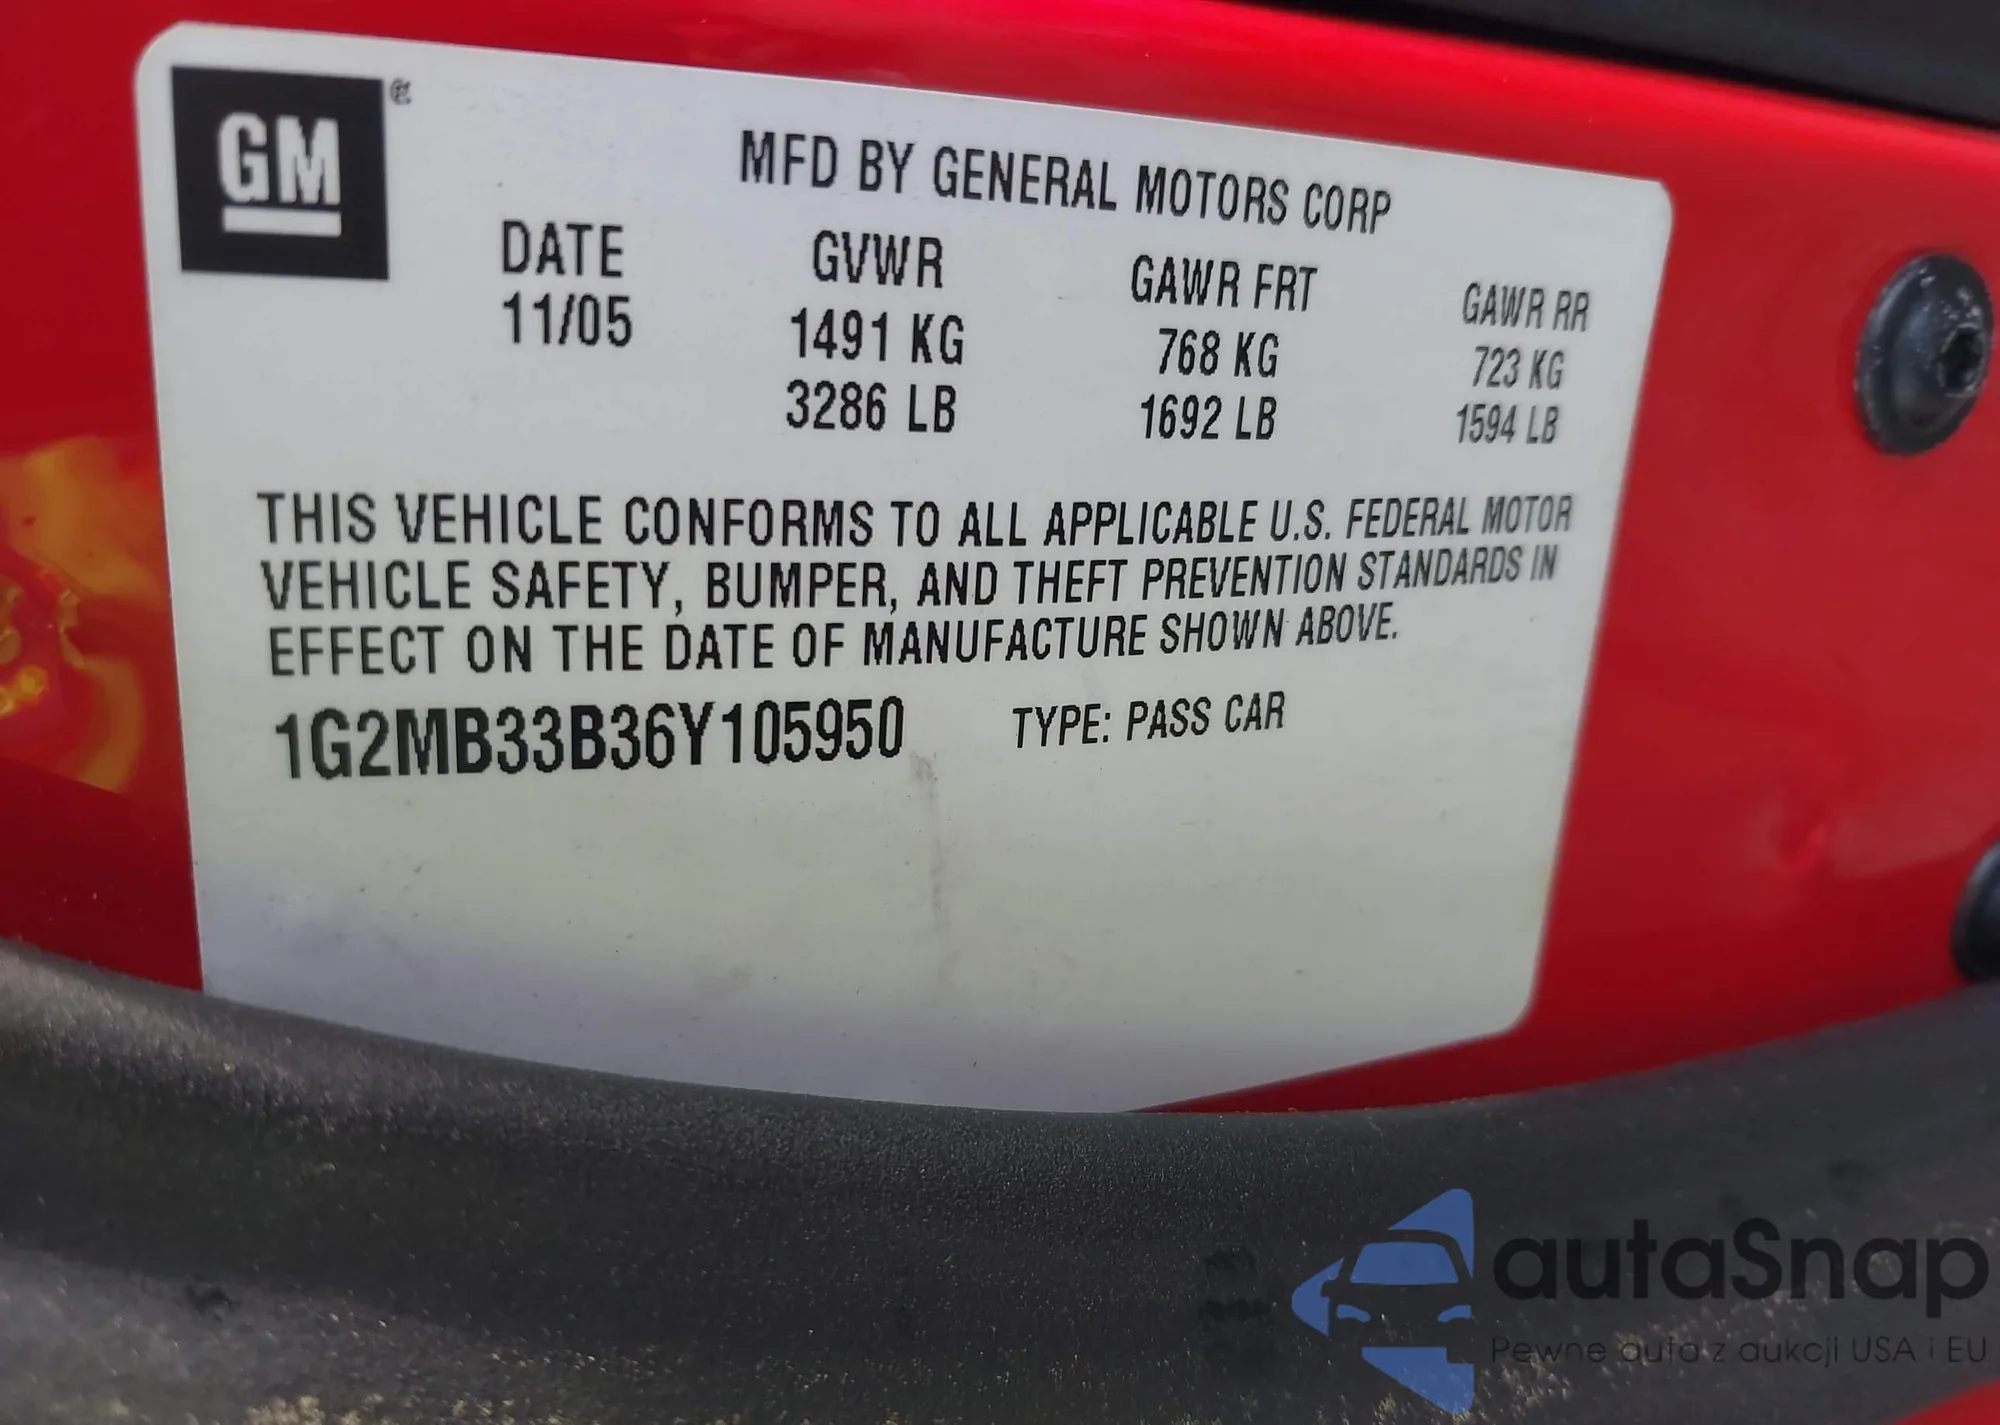 GM
MFD BY GENERAL MOTORS CORP
DATE GVWR GAWR FRT GAWR RR
11/05 1491 KG 768 KG 723 KG
3286 LB 1692 LB 1594 LB
THIS VEHICLE CONFORMS TO ALL APPLICABLE U.S. FEDERAL MOTOR
VEHICLE SAFETY, BUMPER, AND THEFT PREVENTION STANDARDS IN
EFFECT ON THE DATE OF MANUFACTURE SHOWN ABOVE.
1G2MB33B36Y105950 TYPE: PASS CAR
autaSnap
Pewne auta z aukcji USA i EU